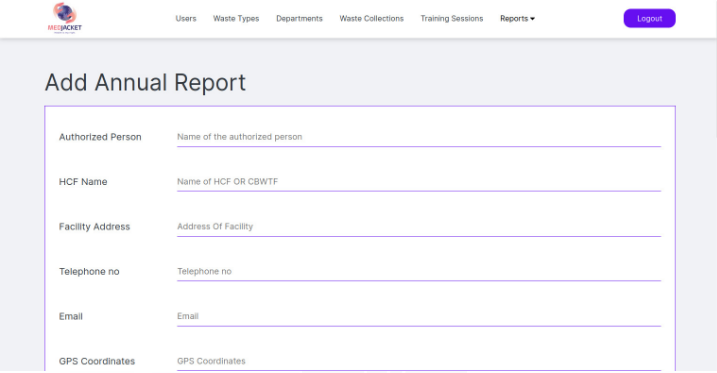 MEDJACKET
Users Waste Types Departments Waste Collections Training Sessions Reports Logout
Add Annual Report
Authorized Person Name of the authorized person
HCF Name Name of HCF OR CBWTF
Facility Address Address Of Facility
Telephone no Telephone no
Email Email
GPS Coordinates GPS Coordinates